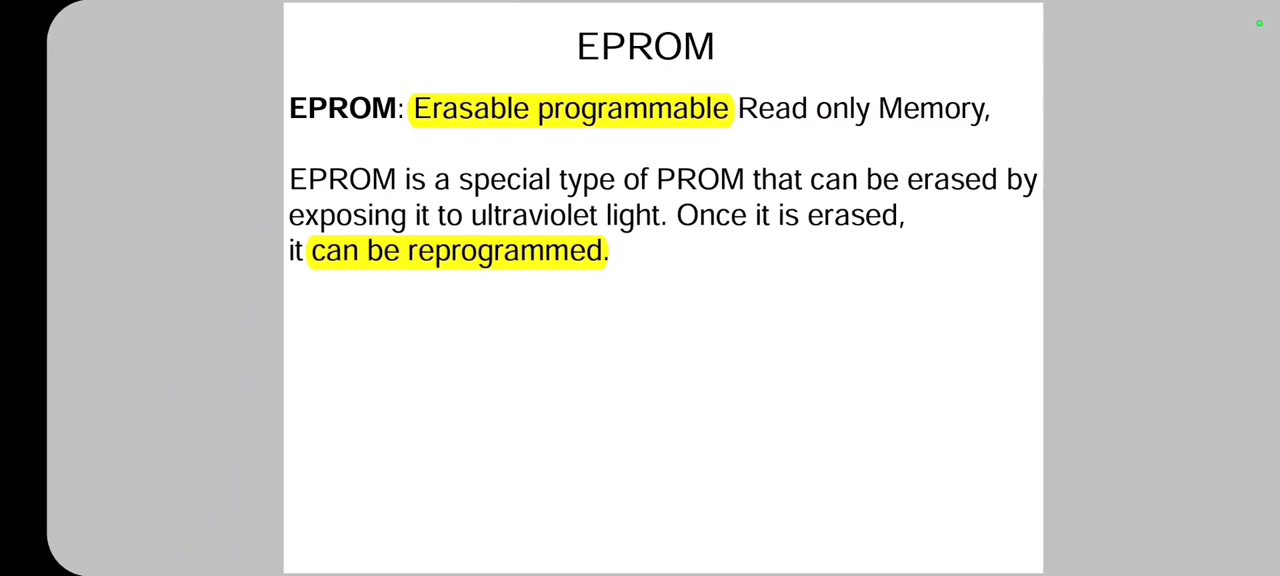 EPROM
EPROM: Erasable programmable Read only Memory,
EPROM is a special type of PROM that can be erased by
exposing it to ultraviolet light. Once it is erased,
it can be reprogrammed.